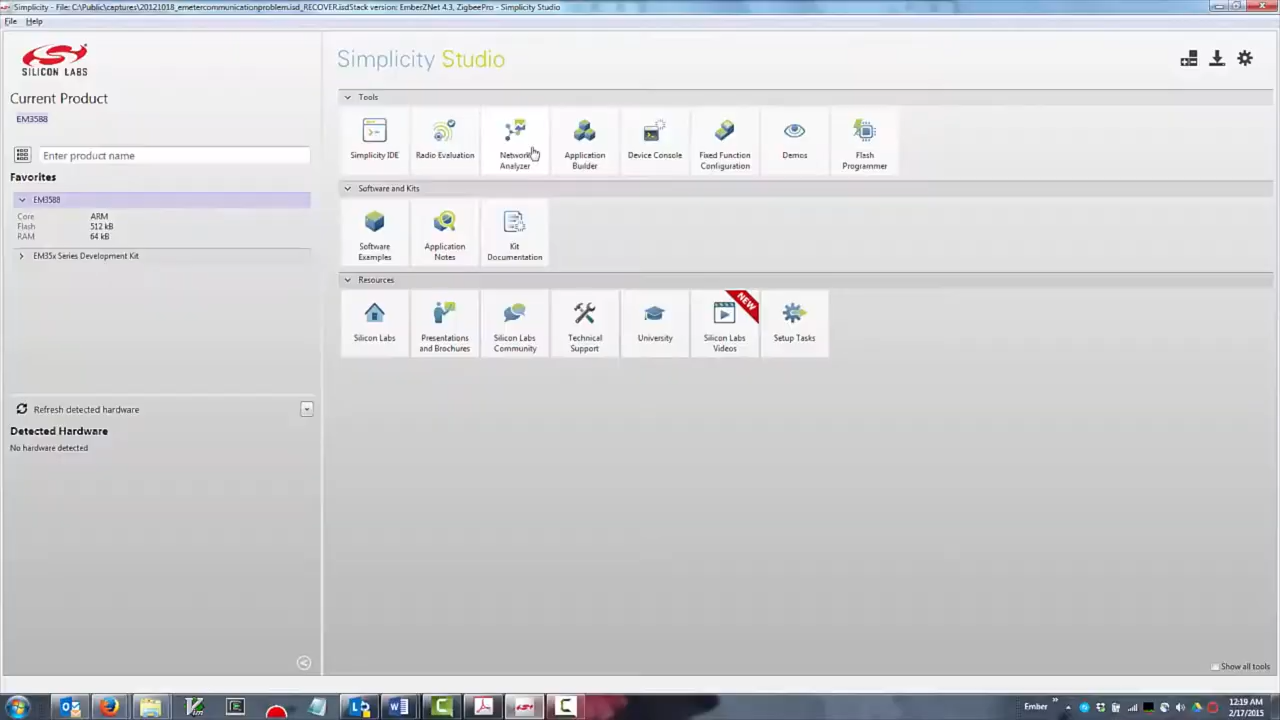 Simplicity - File: C:\Public\captures\20121018_emetercommunicationproblem.isd_RECOVER.isdStack version: EmberZNet 4.3, ZigbeePro - Simplicity Studio
File Help
SILICON LABS
Current Product
EM3588
Enter product name
Favorites
EM3588
Core ARM
Flash 512 kB
RAM 64 kB
EM35x Series Development Kit
Refresh detected hardware
Detected Hardware
No hardware detected
Simplicity Studio
Tools
Simplicity IDE
Radio Evaluation
Network
Analyzer
Application
Builder
Device Console
Fixed Function
Configuration
Demos
Flash
Programmer
Software and Kits
Software
Examples
Application
Notes
Kit
Documentation
Resources
Silicon Labs
Presentations
and Brochures
Silicon Labs
Community
Technical
Support
University
NEW
Silicon Labs
Videos
Setup Tasks
Show all tools
Ember
12:19 AM
2/17/2015